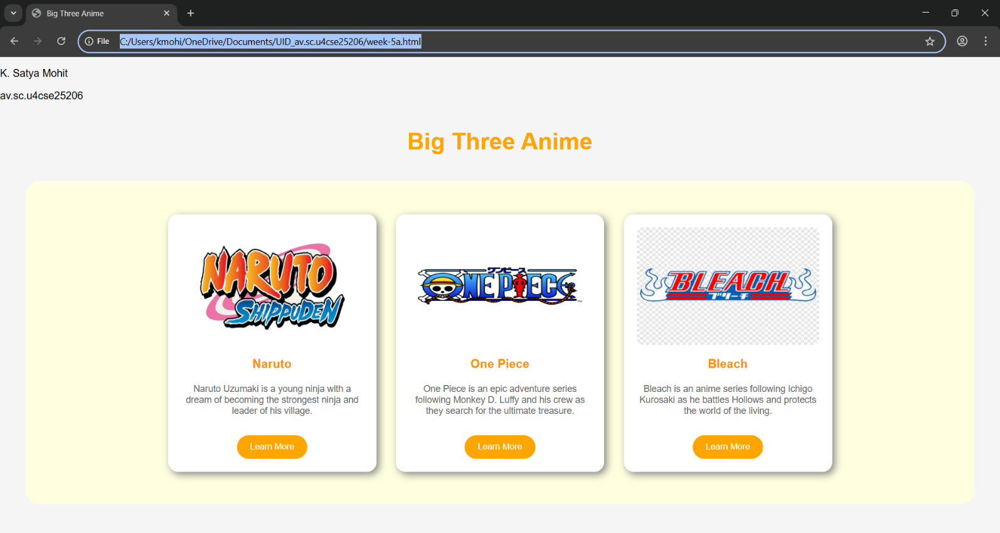 Big Three Anime
File C:/Users/kmohi/OneDrive/Documents/UID_av.sc.u4cse25206/week-5a.html
K. Satya Mohit
av.sc.u4cse25206
Big Three Anime
NARUTO
SHIPPUDEN
ワンピース
ONE PIECE
TM
BLEACH
ブリーチ
Naruto
One Piece
Bleach
Naruto Uzumaki is a young ninja with a
dream of becoming the strongest ninja and
leader of his village.
One Piece is an epic adventure series
following Monkey D. Luffy and his crew as
they search for the ultimate treasure.
Bleach is an anime series following Ichigo
Kurosaki as he battles Hollows and protects
the world of the living.
Learn More
Learn More
Learn More